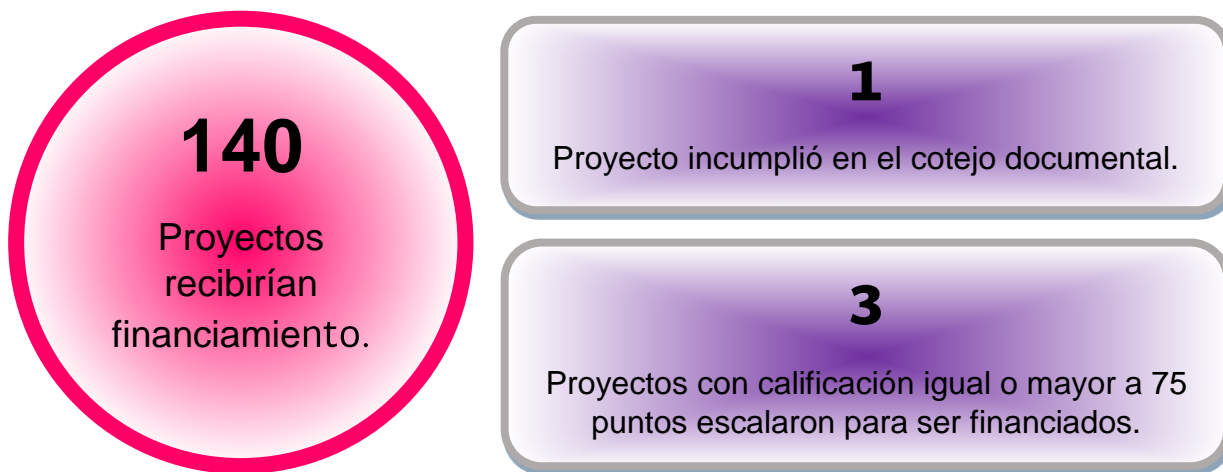 140
Proyectos
recibirían
financiamiento.
1
Proyecto incumplió en el cotejo documental.
3
Proyectos con calificación igual o mayor a 75
puntos escalaron para ser financiados.